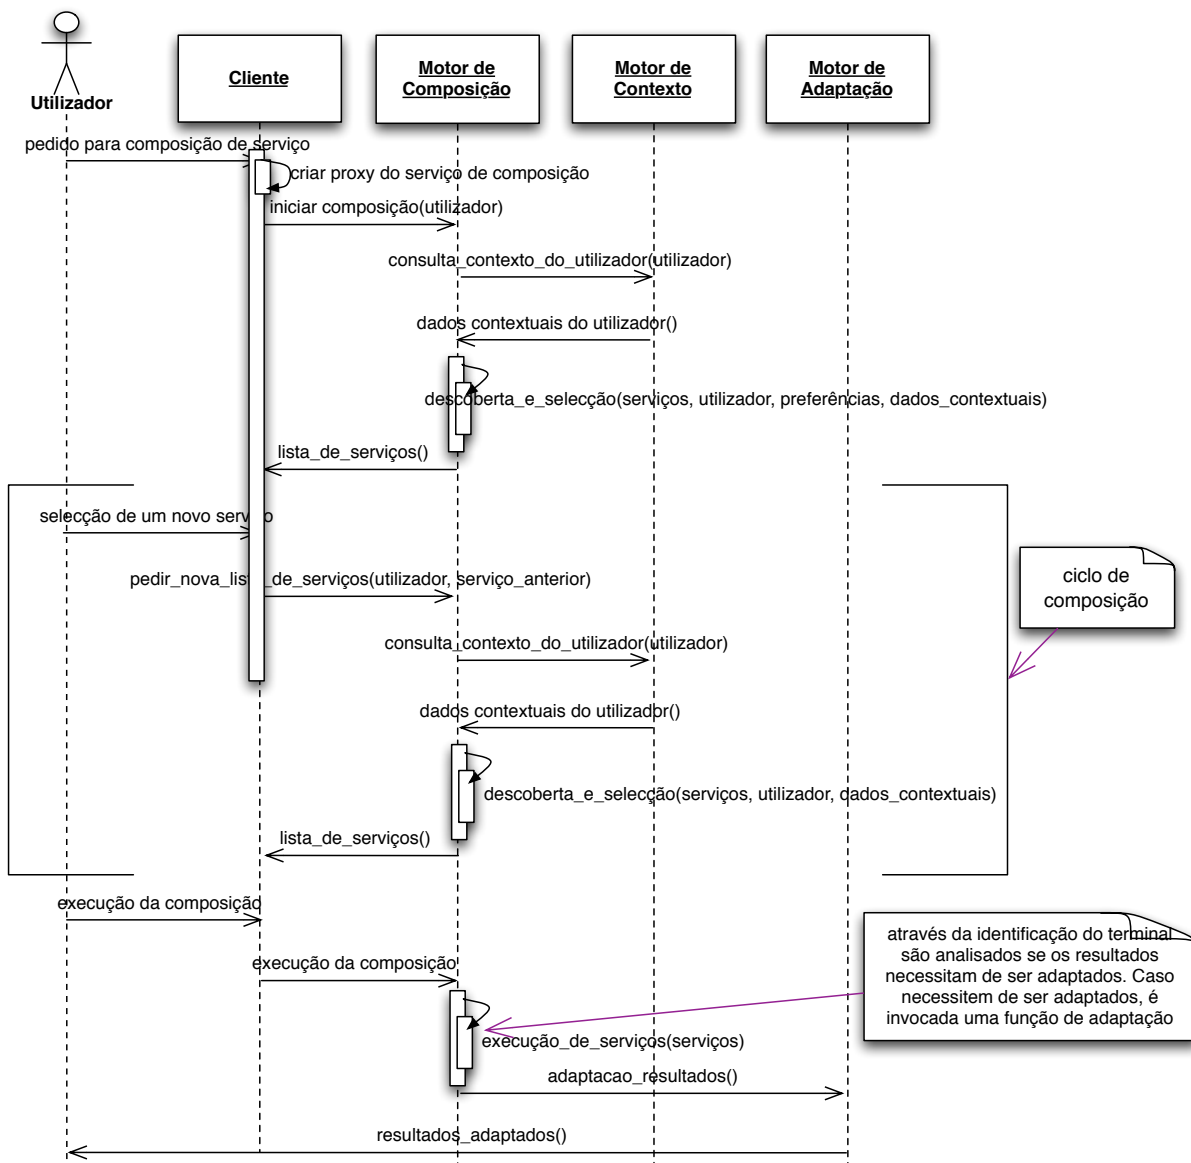 Utilizador
Cliente
Motor de
Composição
Motor de
Contexto
Motor de
Adaptação
pedido para composição de serviço
criar proxy do serviço de composição
iniciar composição(utilizador)
consulta_contexto_do_utilizador(utilizador)
dados contextuais do utilizador()
descoberta_e_selecção(serviços, utilizador, preferências, dados_contextuais)
lista_de_serviços()
selecção de um novo serviço
pedir_nova_lista_de_serviços(utilizador, serviço_anterior)
ciclo de
composição
consulta_contexto_do_utilizador(utilizador)
dados contextuais do utilizador()
descoberta_e_selecção(serviços, utilizador, dados_contextuais)
lista_de_serviços()
execução da composição
através da identificação do terminal
são analisados se os resultados
necessitam de ser adaptados. Caso
necessitem de ser adaptados, é
invocada uma função de adaptação
execução da composição
execução_de_serviços(serviços)
adaptacao_resultados()
resultados_adaptados()